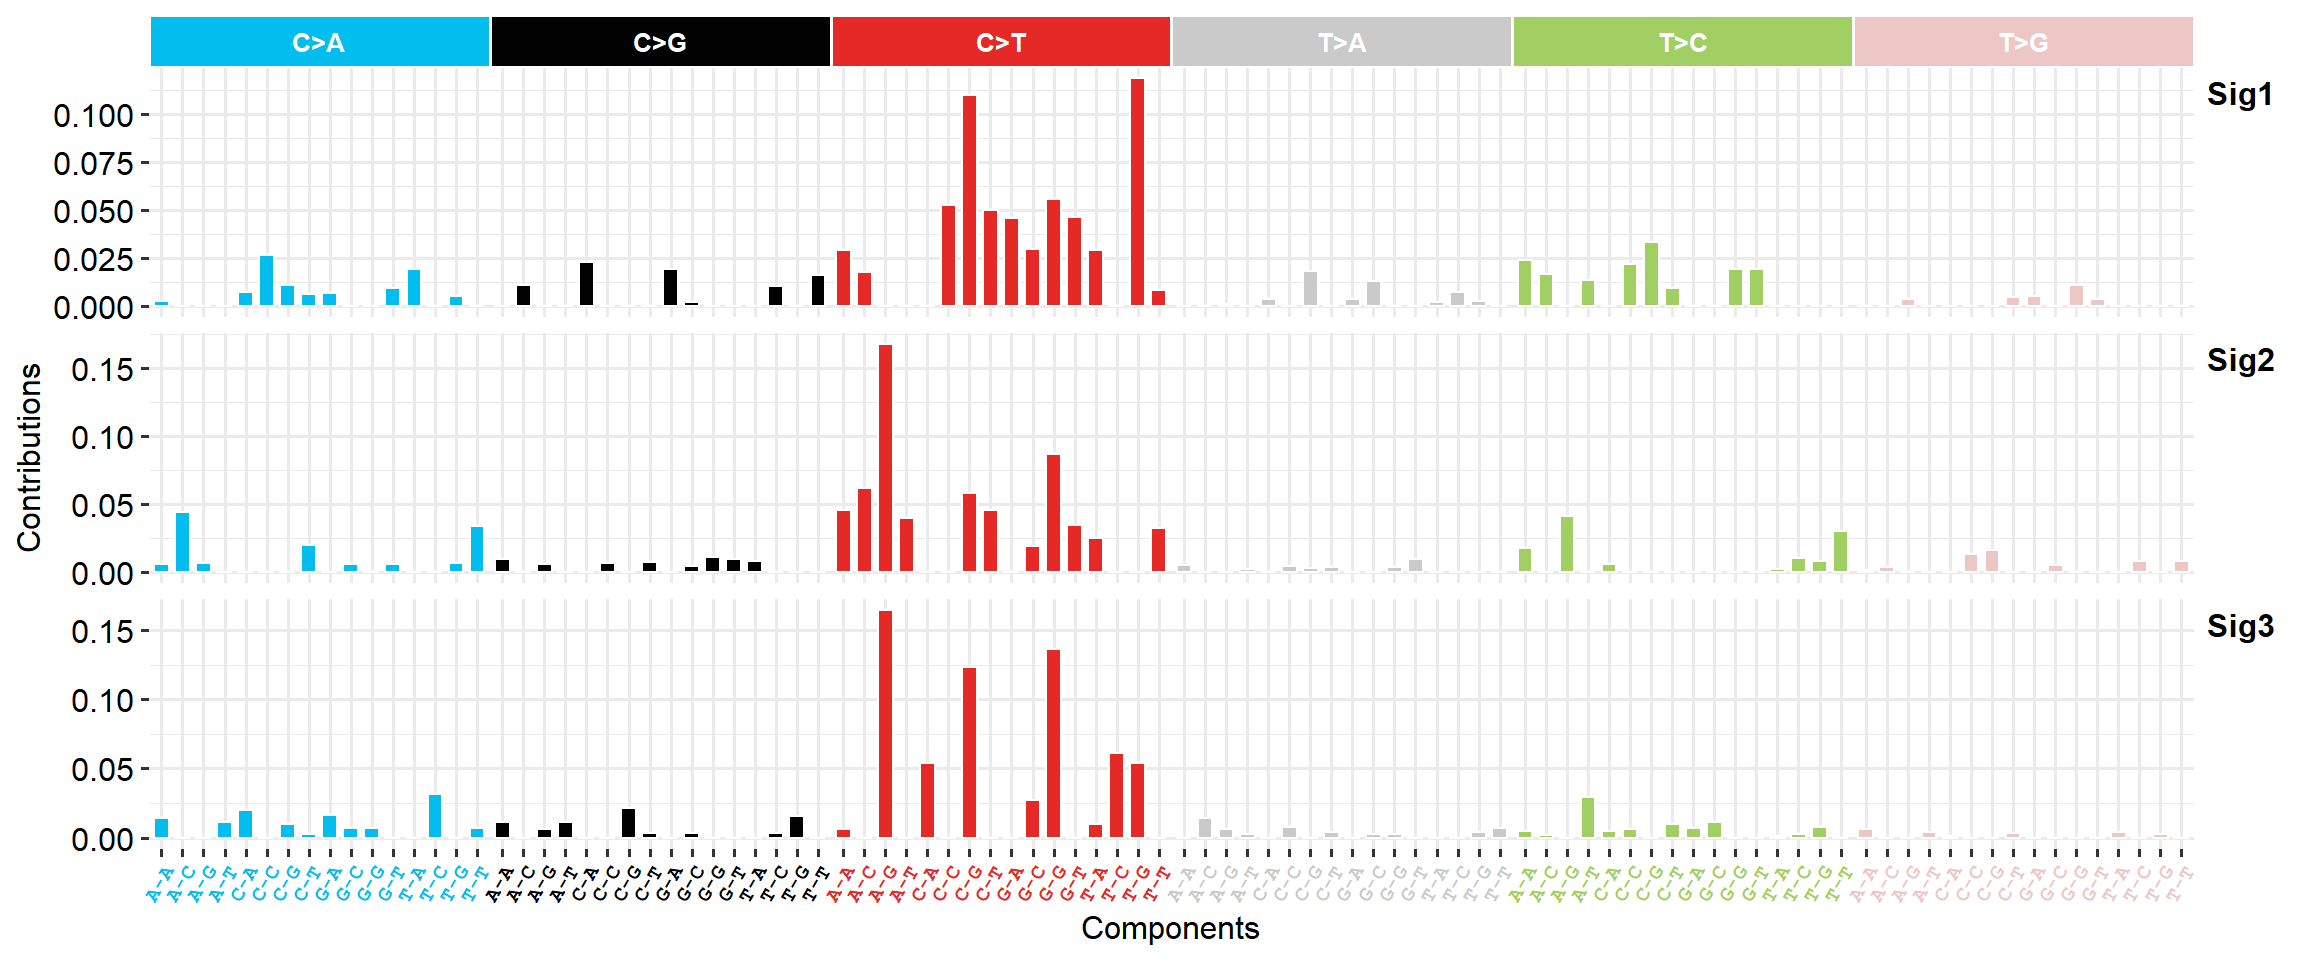 C>A C>G C>T T>A T>C T>G
Sig1
0.100
0.075
0.050
0.025
0.000
Sig2
0.15
0.10
0.05
0.00
Sig3
0.15
0.10
0.05
0.00
Contributions
A-A A-C A-G A-T C-A C-C C-G C-T G-A G-C G-G G-T T-A T-C T-G T-T A-A A-C A-G A-T C-A C-C C-G C-T G-A G-C G-G G-T T-A T-C T-G T-T A-A A-C A-G A-T C-A C-C C-G C-T G-A G-C G-G G-T T-A T-C T-G T-T A-A A-C A-G A-T C-A C-C C-G C-T G-A G-C G-G G-T T-A T-C T-G T-T A-A A-C A-G A-T C-A C-C C-G C-T G-A G-C G-G G-T T-A T-C T-G T-T A-A A-C A-G A-T C-A C-C C-G C-T G-A G-C G-G G-T T-A T-C T-G T-T
Components